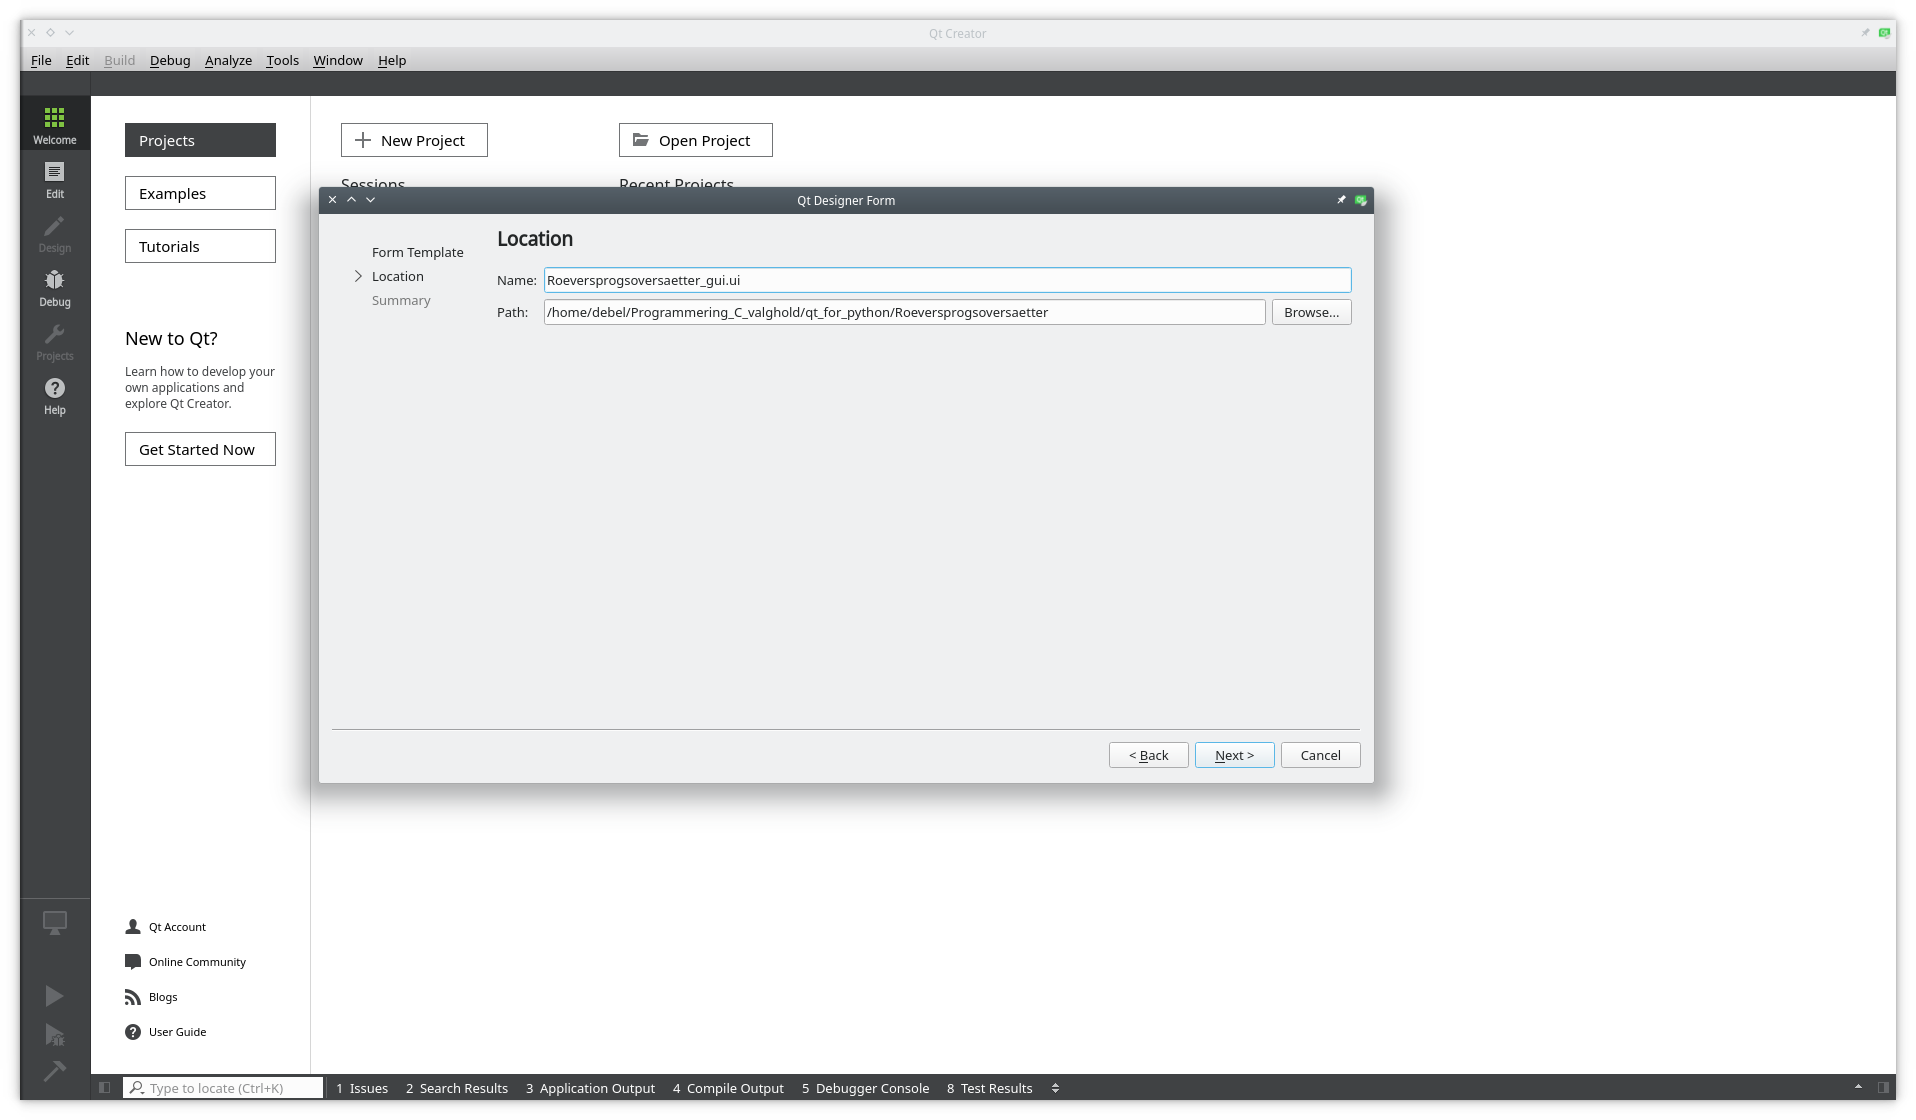 Qt Creator
File Edit Build Debug Analyze Tools Window Help
Welcome
Edit
Design
Debug
Projects
Help
Projects
Examples
Tutorials
New to Qt?
Learn how to develop your
own applications and
explore Qt Creator.
Get Started Now
Qt Account
Online Community
Blogs
User Guide
New Project
Open Project
Sessions
Recent Projects
Qt Designer Form
Form Template
Location
Summary
Location
Name: Roeversprogsoversaetter_gui.ui
Path: /home/debel/Programmering_C_valghold/qt_for_python/Roeversprogsoversaetter Browse...
< Back Next > Cancel
Type to locate (Ctrl+K) 1 Issues 2 Search Results 3 Application Output 4 Compile Output 5 Debugger Console 8 Test Results